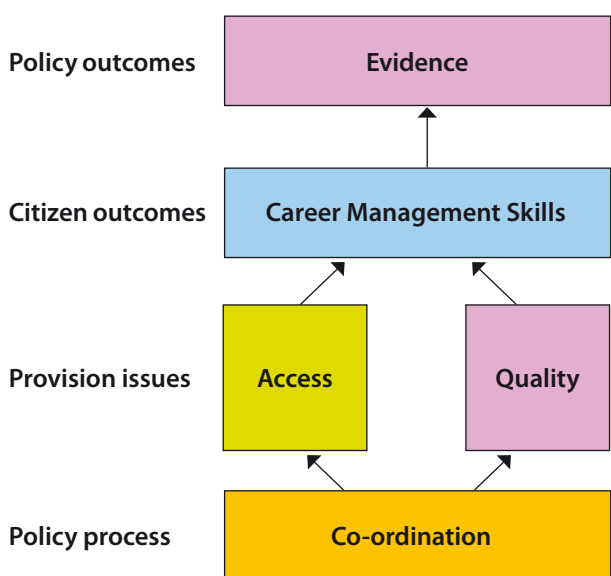 Policy outcomes Evidence
Citizen outcomes Career Management Skills
Provision issues Access Quality
Policy process Co-ordination